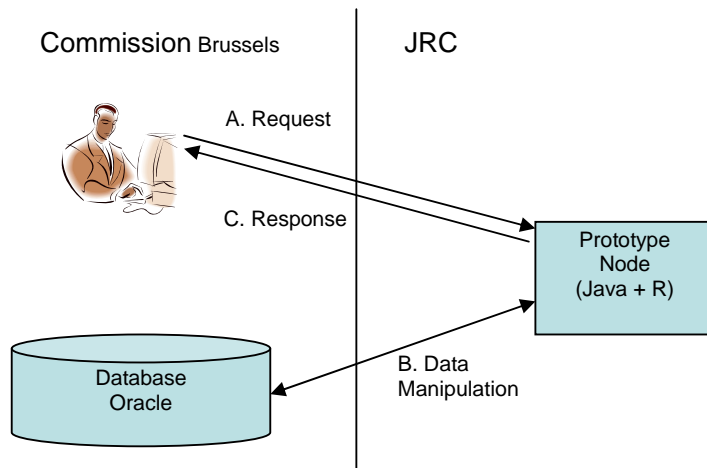 Commission Brussels
JRC
A. Request
C. Response
Prototype
Node
(Java + R)
B. Data
Manipulation
Database
Oracle